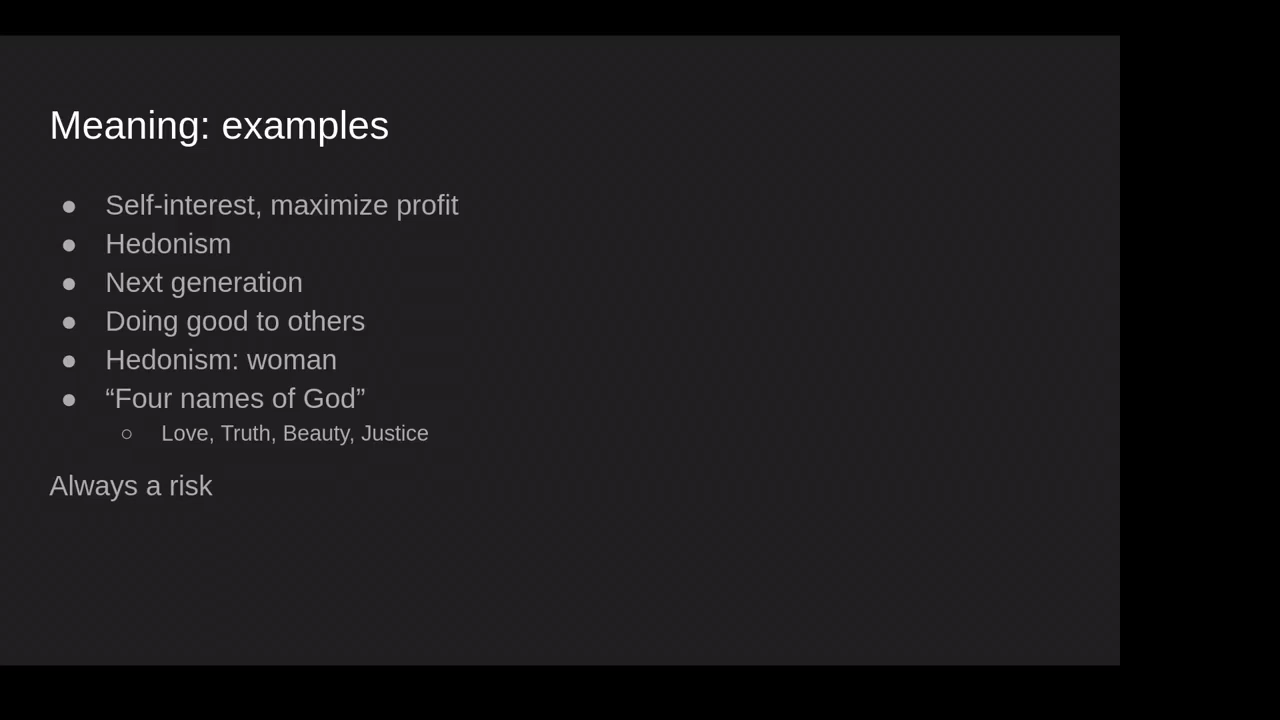 Meaning: examples
● Self-interest, maximize profit
● Hedonism
● Next generation
● Doing good to others
● Hedonism: woman
● “Four names of God”
○ Love, Truth, Beauty, Justice
Always a risk